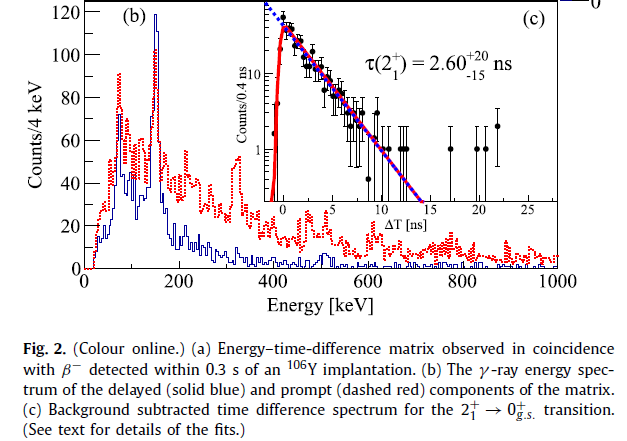 0
(b)
(c)
τ(2₁⁺) = 2.60⁺²⁰₋₁₅ ns
Counts/4 keV
120
100
80
60
40
20
0
Counts/0.4 ns
10
1
0
5
10
15
20
25
ΔT [ns]
0
200
400
600
800
1000
Energy [keV]
Fig. 2. (Colour online.) (a) Energy–time-difference matrix observed in coincidence
with β⁻ detected within 0.3 s of an ¹⁰⁶Y implantation. (b) The γ-ray energy spec-
trum of the delayed (solid blue) and prompt (dashed red) components of the matrix.
(c) Background subtracted time difference spectrum for the 2₁⁺ → 0⁺g.s. transition.
(See text for details of the fits.)